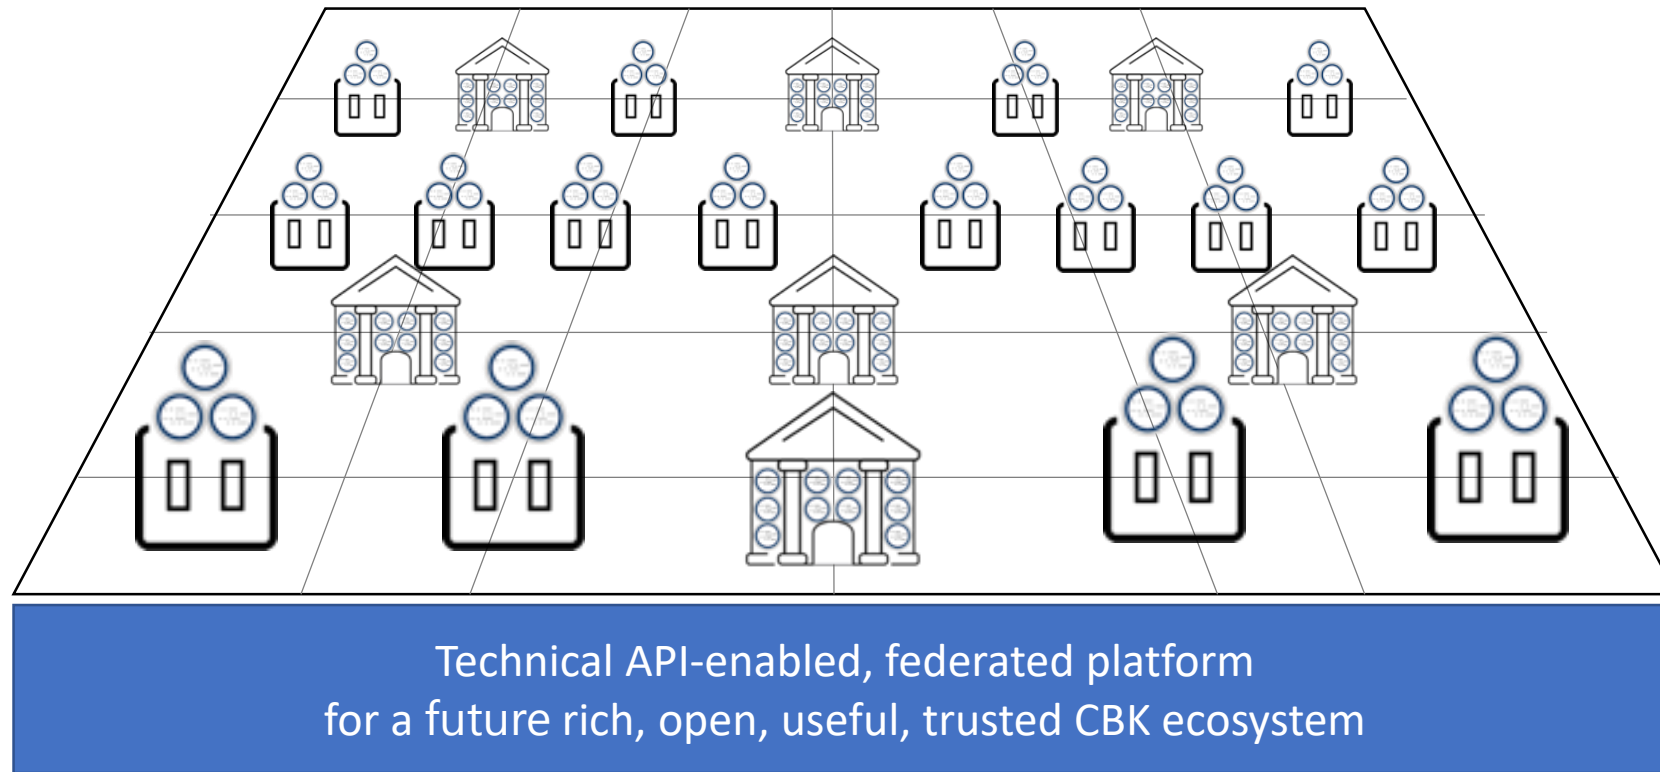 Technical API-enabled, federated platform
for a future rich, open, useful, trusted CBK ecosystem